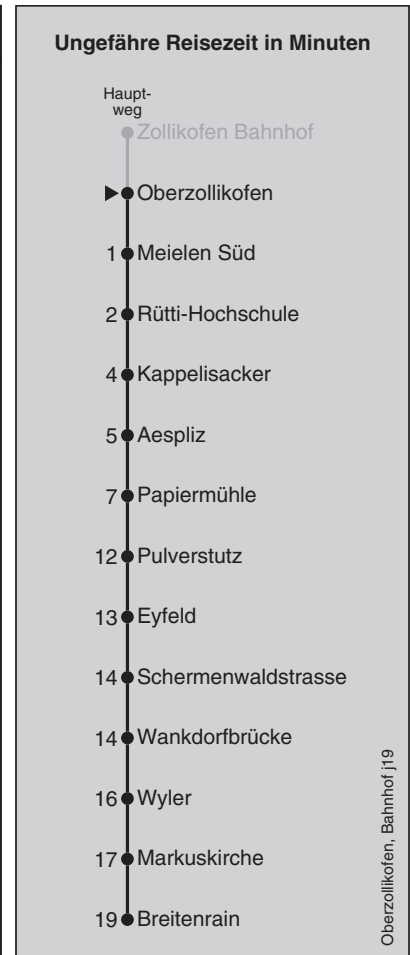 Ungefähre Reisezeit in Minuten
Haupt-
weg
Zollikofen Bahnhof
Oberzollikofen
1 Meielen Süd
2 Rütti-Hochschule
4 Kappelisacker
5 Aespliz
7 Papiermühle
12 Pulverstutz
13 Eyfeld
14 Schermenwaldstrasse
14 Wankdorfbrücke
16 Wyler
17 Markuskirche
19 Breitenrain
Oberzollikofen, Bahnhof j19